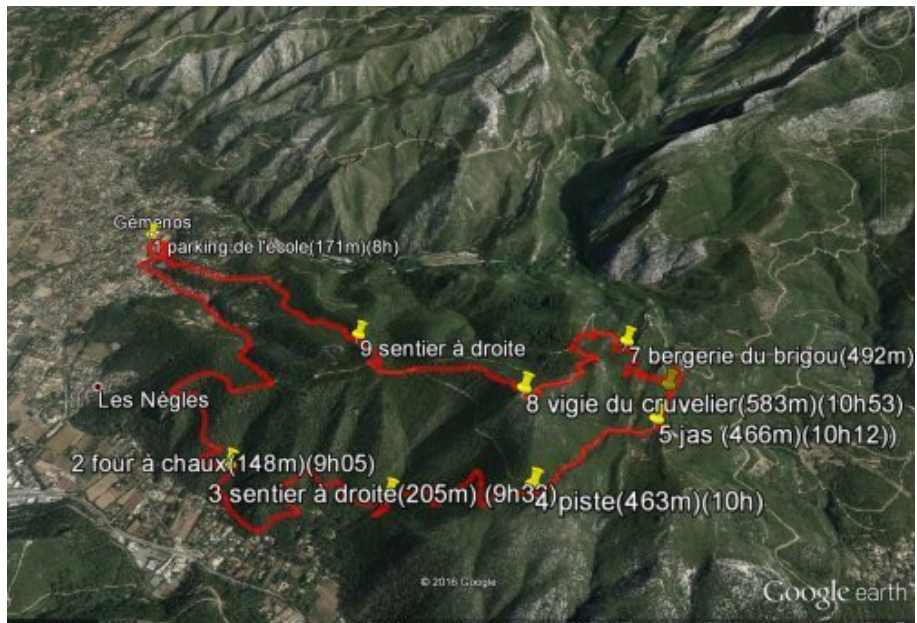 Gémenos
1 parking de l'école(171m)(8h)
9 sentier à droite
7 bergerie du brigou(492m)
Les Nègles
8 vigie du cruvelier(583m)(10h53)
5 jas (466m)(10h12))
2 four à chaux(148m)(9h05)
3 sentier à droite(205m) (9h32)
4 piste(463m)(10h)
© 2016 Google
Google earth